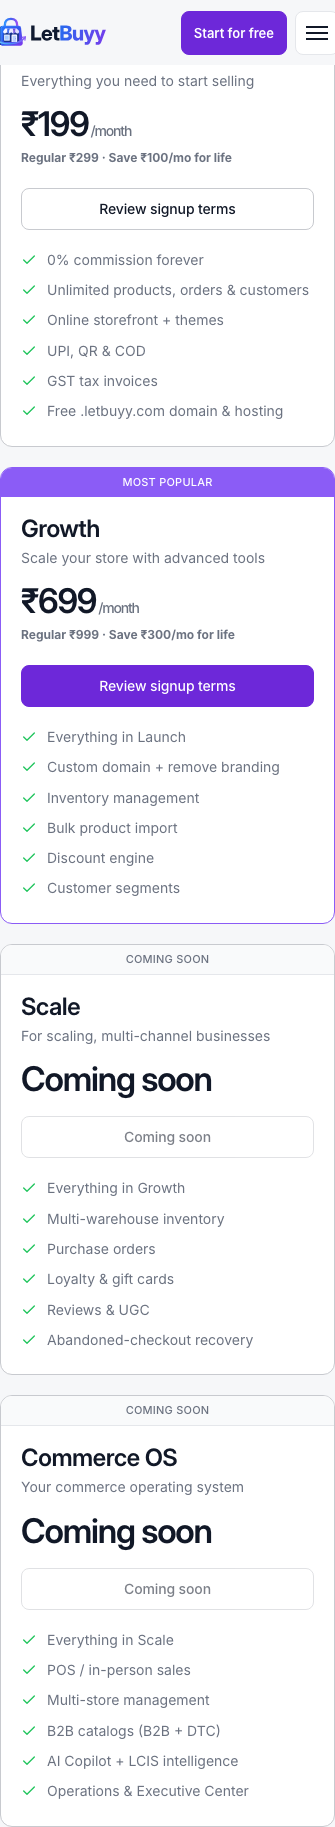 LetBuyy
Start for free
Everything you need to start selling
₹199/month
Regular ₹299 · Save ₹100/mo for life
Review signup terms
0% commission forever
Unlimited products, orders & customers
Online storefront + themes
UPI, QR & COD
GST tax invoices
Free .letbuyy.com domain & hosting
MOST POPULAR
Growth
Scale your store with advanced tools
₹699/month
Regular ₹999 · Save ₹300/mo for life
Review signup terms
Everything in Launch
Custom domain + remove branding
Inventory management
Bulk product import
Discount engine
Customer segments
COMING SOON
Scale
For scaling, multi-channel businesses
Coming soon
Coming soon
Everything in Growth
Multi-warehouse inventory
Purchase orders
Loyalty & gift cards
Reviews & UGC
Abandoned-checkout recovery
COMING SOON
Commerce OS
Your commerce operating system
Coming soon
Coming soon
Everything in Scale
POS / in-person sales
Multi-store management
B2B catalogs (B2B + DTC)
AI Copilot + LCIS intelligence
Operations & Executive Center